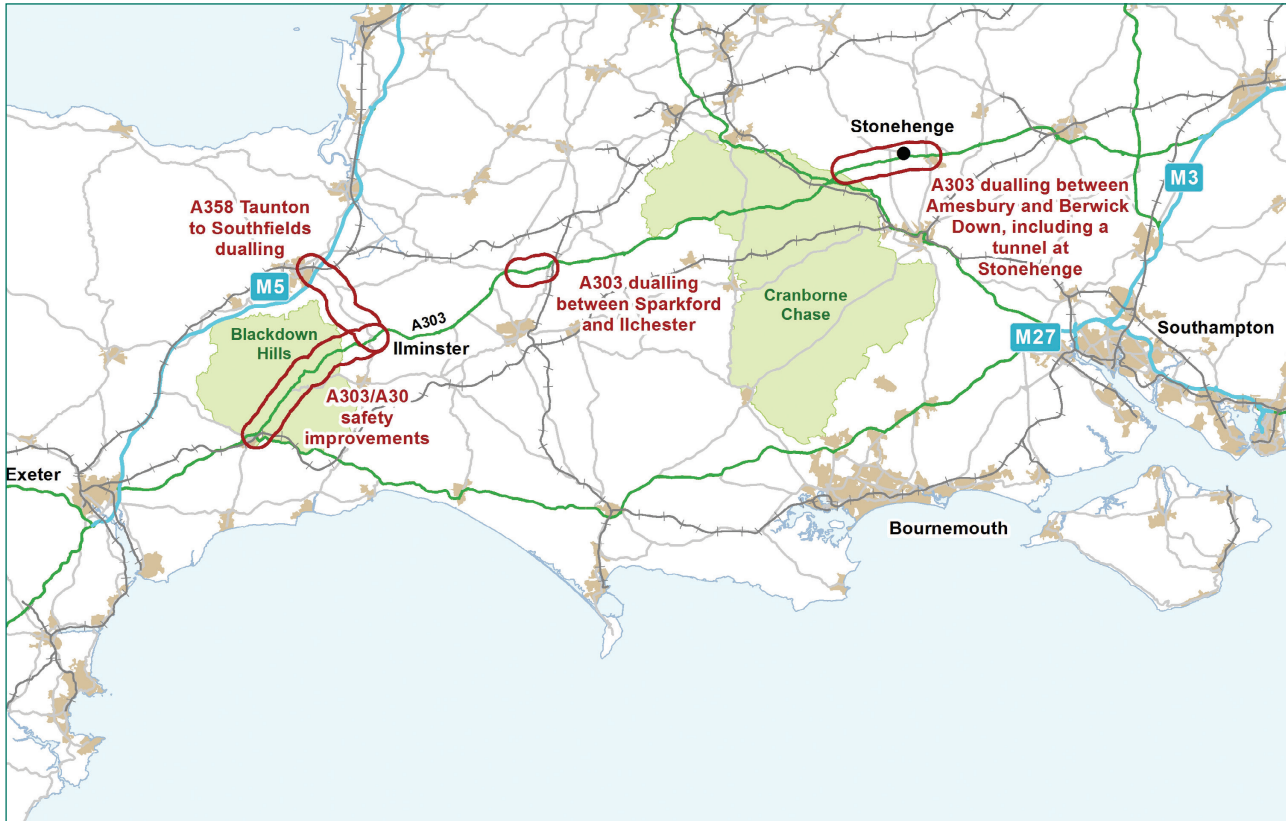 Stonehenge
M3
A303 dualling between
Amesbury and Berwick
Down, including a
tunnel at
Stonehenge
A358 Taunton
to Southfields
dualling
M5
A303 dualling
between Sparkford
and Ilchester
Cranborne
Chase
A303
Ilminster
Blackdown
Hills
M27
Southampton
A303/A30
safety
improvements
Exeter
Bournemouth